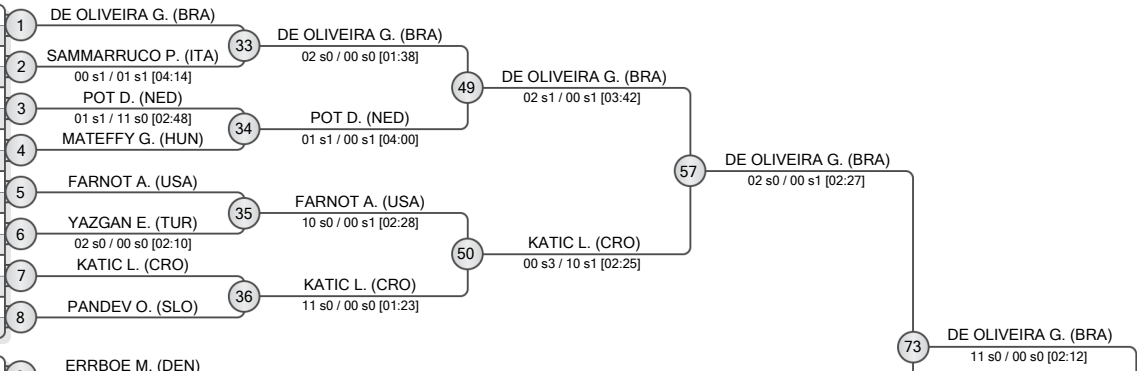 1 DE OLIVEIRA G. (BRA)
2 SAMMARRUCO P. (ITA)
00 s1 / 01 s1 [04:14]
3 POT D. (NED)
01 s1 / 11 s0 [02:48]
4 MATEFFY G. (HUN)
5 FARNOT A. (USA)
6 YAZGAN E. (TUR)
02 s0 / 00 s0 [02:10]
7 KATIC L. (CRO)
8 PANDEV O. (SLO)
ERRBOE M. (DEN)
33 DE OLIVEIRA G. (BRA)
02 s0 / 00 s0 [01:38]
34 POT D. (NED)
01 s1 / 00 s1 [04:00]
35 FARNOT A. (USA)
10 s0 / 00 s1 [02:28]
36 KATIC L. (CRO)
11 s0 / 00 s0 [01:23]
49 DE OLIVEIRA G. (BRA)
02 s1 / 00 s1 [03:42]
50 KATIC L. (CRO)
00 s3 / 10 s1 [02:25]
57 DE OLIVEIRA G. (BRA)
02 s0 / 00 s1 [02:27]
73 DE OLIVEIRA G. (BRA)
11 s0 / 00 s0 [02:12]